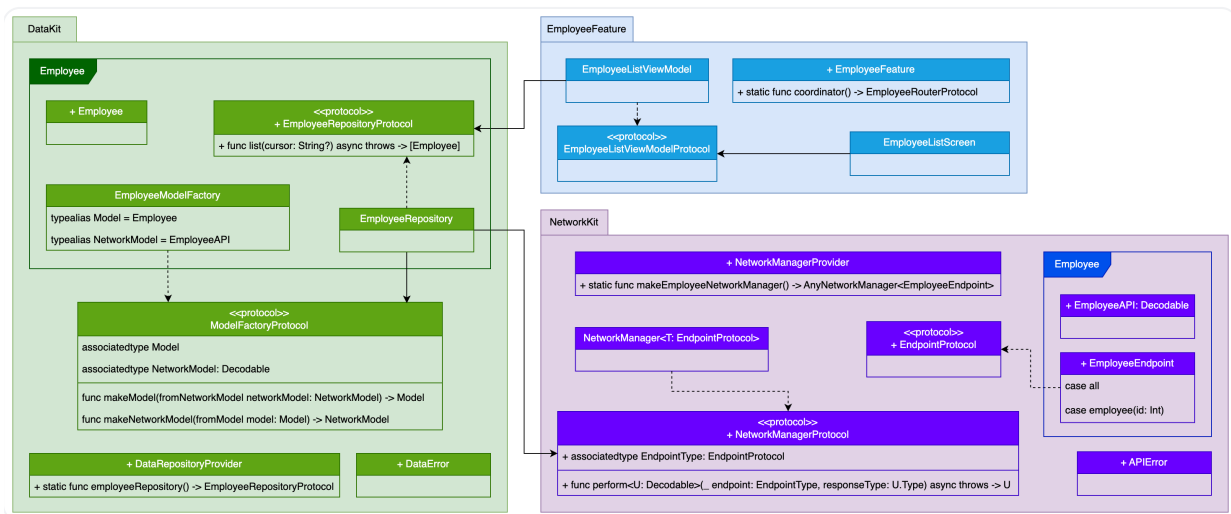 DataKit
Employee
+ Employee
<<protocol>>
+ EmployeeRepositoryProtocol
+ func list(cursor: String?) async throws -> [Employee]
EmployeeModelFactory
typealias Model = Employee
typealias NetworkModel = EmployeeAPI
EmployeeRepository
<<protocol>>
ModelFactoryProtocol
associatedtype Model
associatedtype NetworkModel: Decodable
func makeModel(fromNetworkModel networkModel: NetworkModel) -> Model
func makeNetworkModel(fromModel model: Model) -> NetworkModel
+ DataRepositoryProvider
+ static func employeeRepository() -> EmployeeRepositoryProtocol
+ DataError
EmployeeFeature
EmployeeListViewModel
+ EmployeeFeature
+ static func coordinator() -> EmployeeRouterProtocol
<<protocol>>
EmployeeListViewModelProtocol
EmployeeListScreen
NetworkKit
+ NetworkManagerProvider
+ static func makeEmployeeNetworkManager() -> AnyNetworkManager<EmployeeEndpoint>
NetworkManager<T: EndpointProtocol>
<<protocol>>
+ EndpointProtocol
Employee
+ EmployeeAPI: Decodable
+ EmployeeEndpoint
case all
case employee(id: Int)
<<protocol>>
+ NetworkManagerProtocol
+ associatedtype EndpointType: EndpointProtocol
+ func perform<U: Decodable>(_ endpoint: EndpointType, responseType: U.Type) async throws -> U
+ APIError